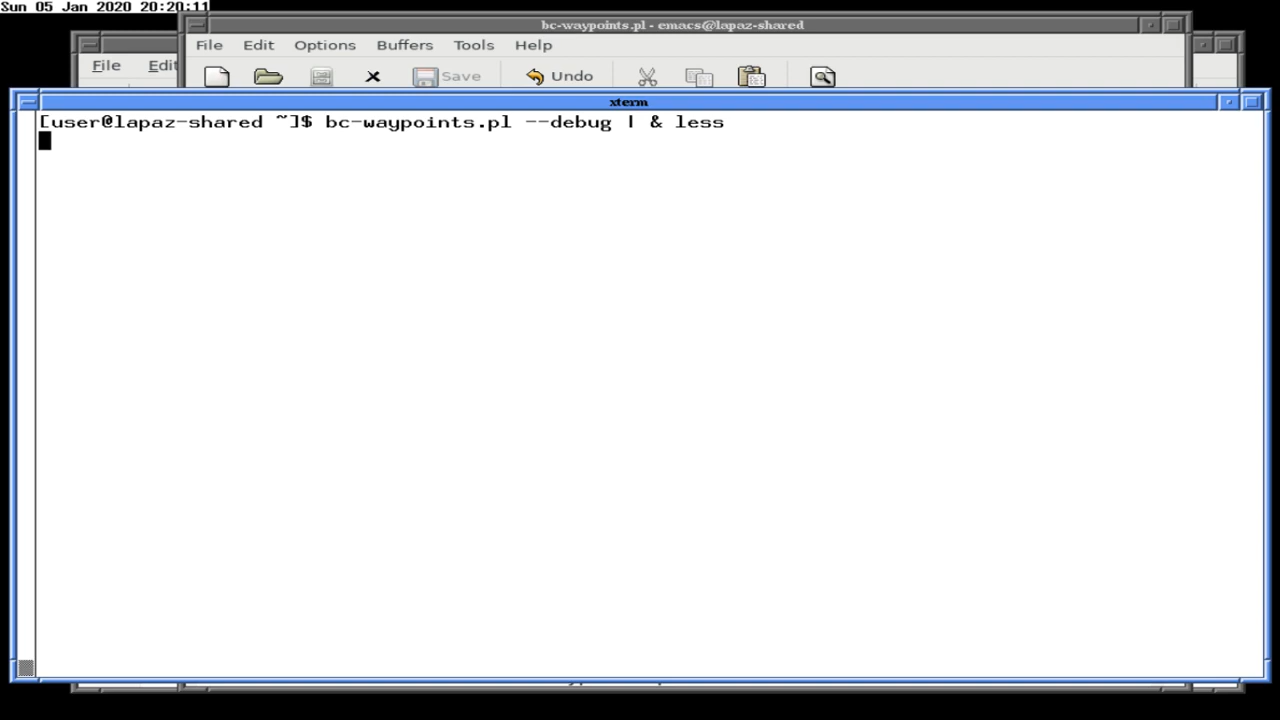 Sun 05 Jan 2020 20:20:11
bc-waypoints.pl - emacs@lapaz-shared
File Edit Options Buffers Tools Help
File Edit
Save Undo
xterm
[user@lapaz-shared ~]$ bc-waypoints.pl --debug | & less